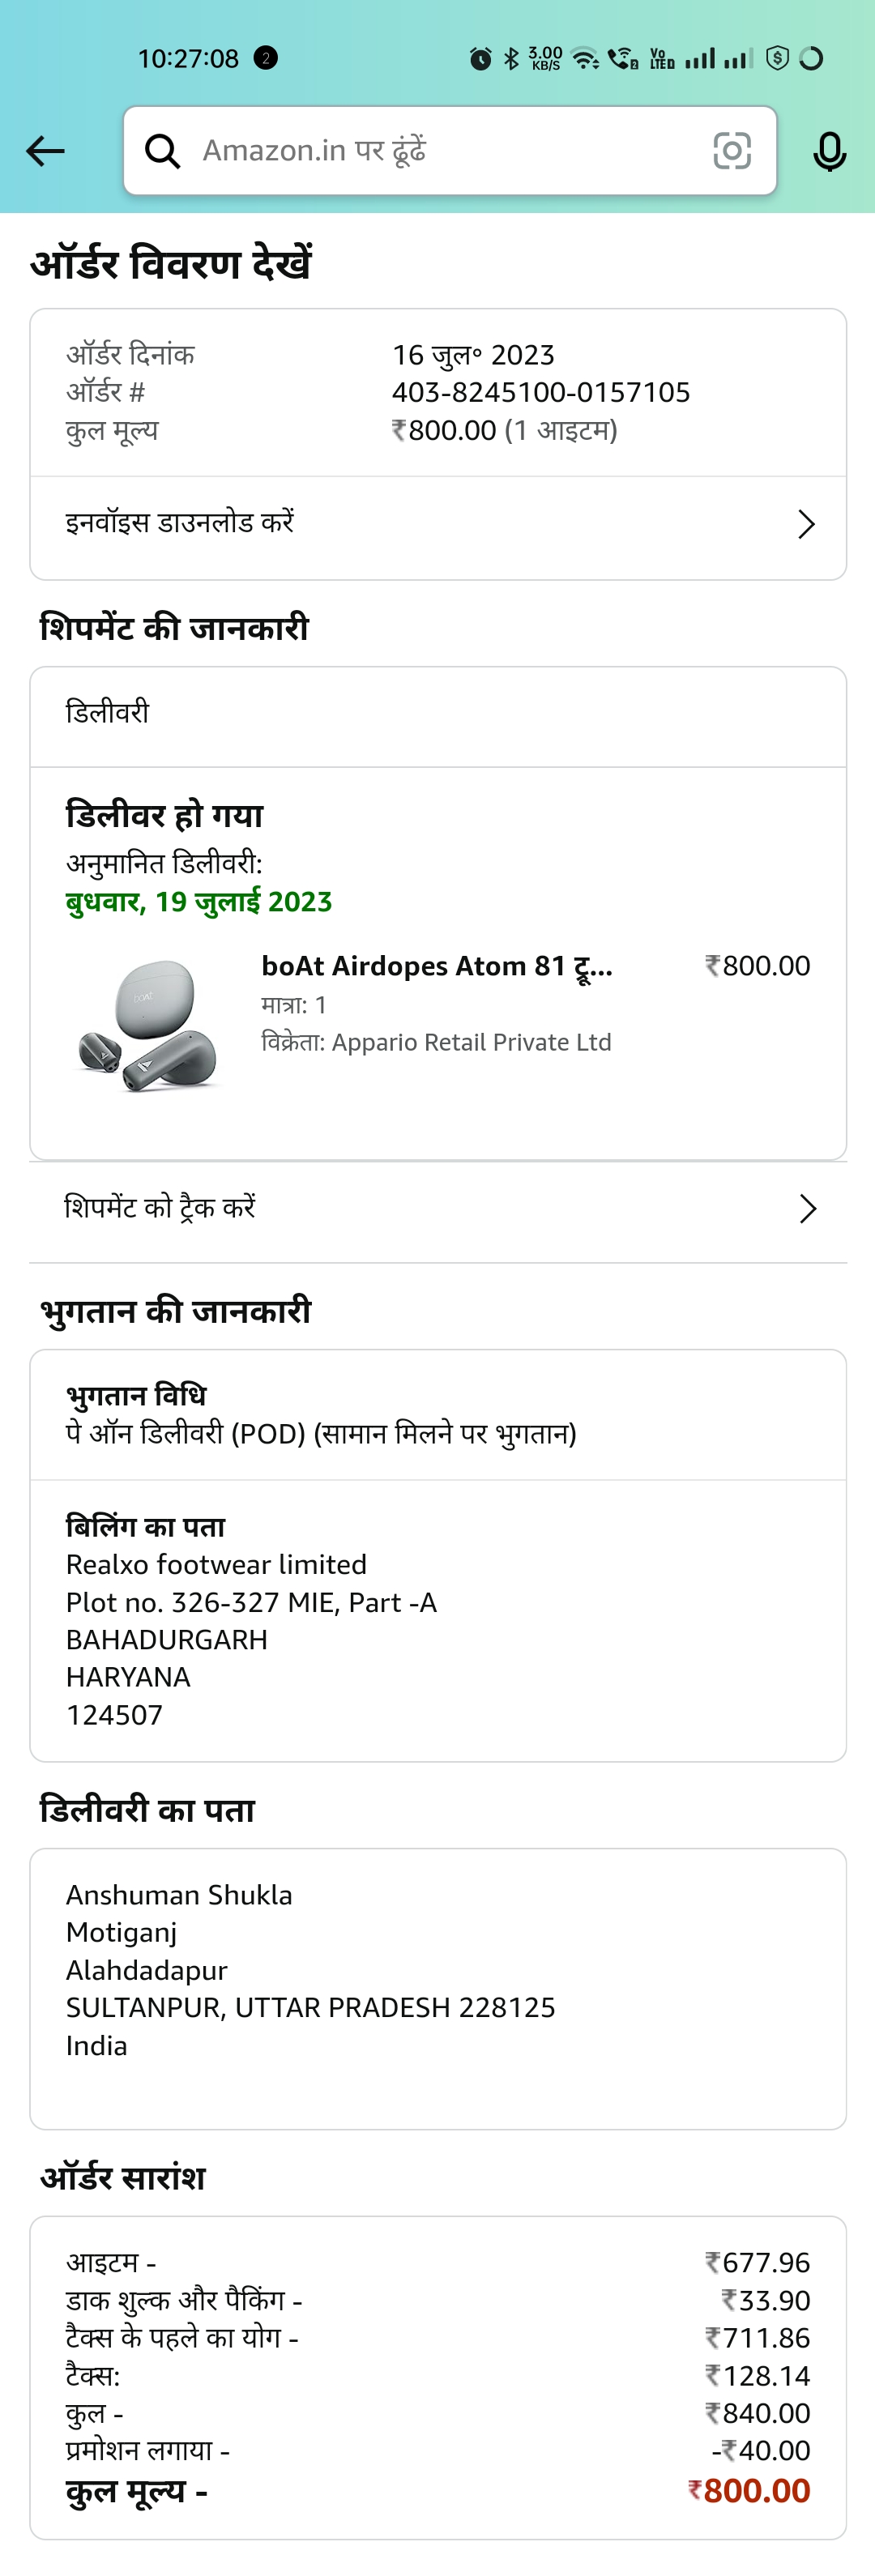 10:27:08 2 3.00 KB/S VoLTED
Amazon.in पर ढूंढें
ऑर्डर विवरण देखें
ऑर्डर दिनांक 16 जुल॰ 2023
ऑर्डर # 403-8245100-0157105
कुल मूल्य ₹800.00 (1 आइटम)
इनवॉइस डाउनलोड करें
शिपमेंट की जानकारी
डिलीवरी
डिलीवर हो गया
अनुमानित डिलीवरी:
बुधवार, 19 जुलाई 2023
boAt Airdopes Atom 81 ट्रू... ₹800.00
मात्रा: 1
विक्रेता: Appario Retail Private Ltd
शिपमेंट को ट्रैक करें
भुगतान की जानकारी
भुगतान विधि
पे ऑन डिलीवरी (POD) (सामान मिलने पर भुगतान)
बिलिंग का पता
Realxo footwear limited
Plot no. 326-327 MIE, Part -A
BAHADURGARH
HARYANA
124507
डिलीवरी का पता
Anshuman Shukla
Motiganj
Alahdadapur
SULTANPUR, UTTAR PRADESH 228125
India
ऑर्डर सारांश
आइटम - ₹677.96
डाक शुल्क और पैकिंग - ₹33.90
टैक्स के पहले का योग - ₹711.86
टैक्स: ₹128.14
कुल - ₹840.00
प्रमोशन लगाया - -₹40.00
कुल मूल्य - ₹800.00